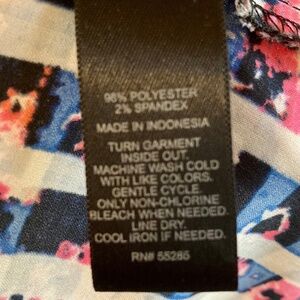 98% POLYESTER
2% SPANDEX
MADE IN INDONESIA
TURN GARMENT
INSIDE OUT.
MACHINE WASH COLD
WITH LIKE COLORS.
GENTLE CYCLE.
ONLY NON-CHLORINE
BLEACH WHEN NEEDED.
LINE DRY.
COOL IRON IF NEEDED.
RN# 55285